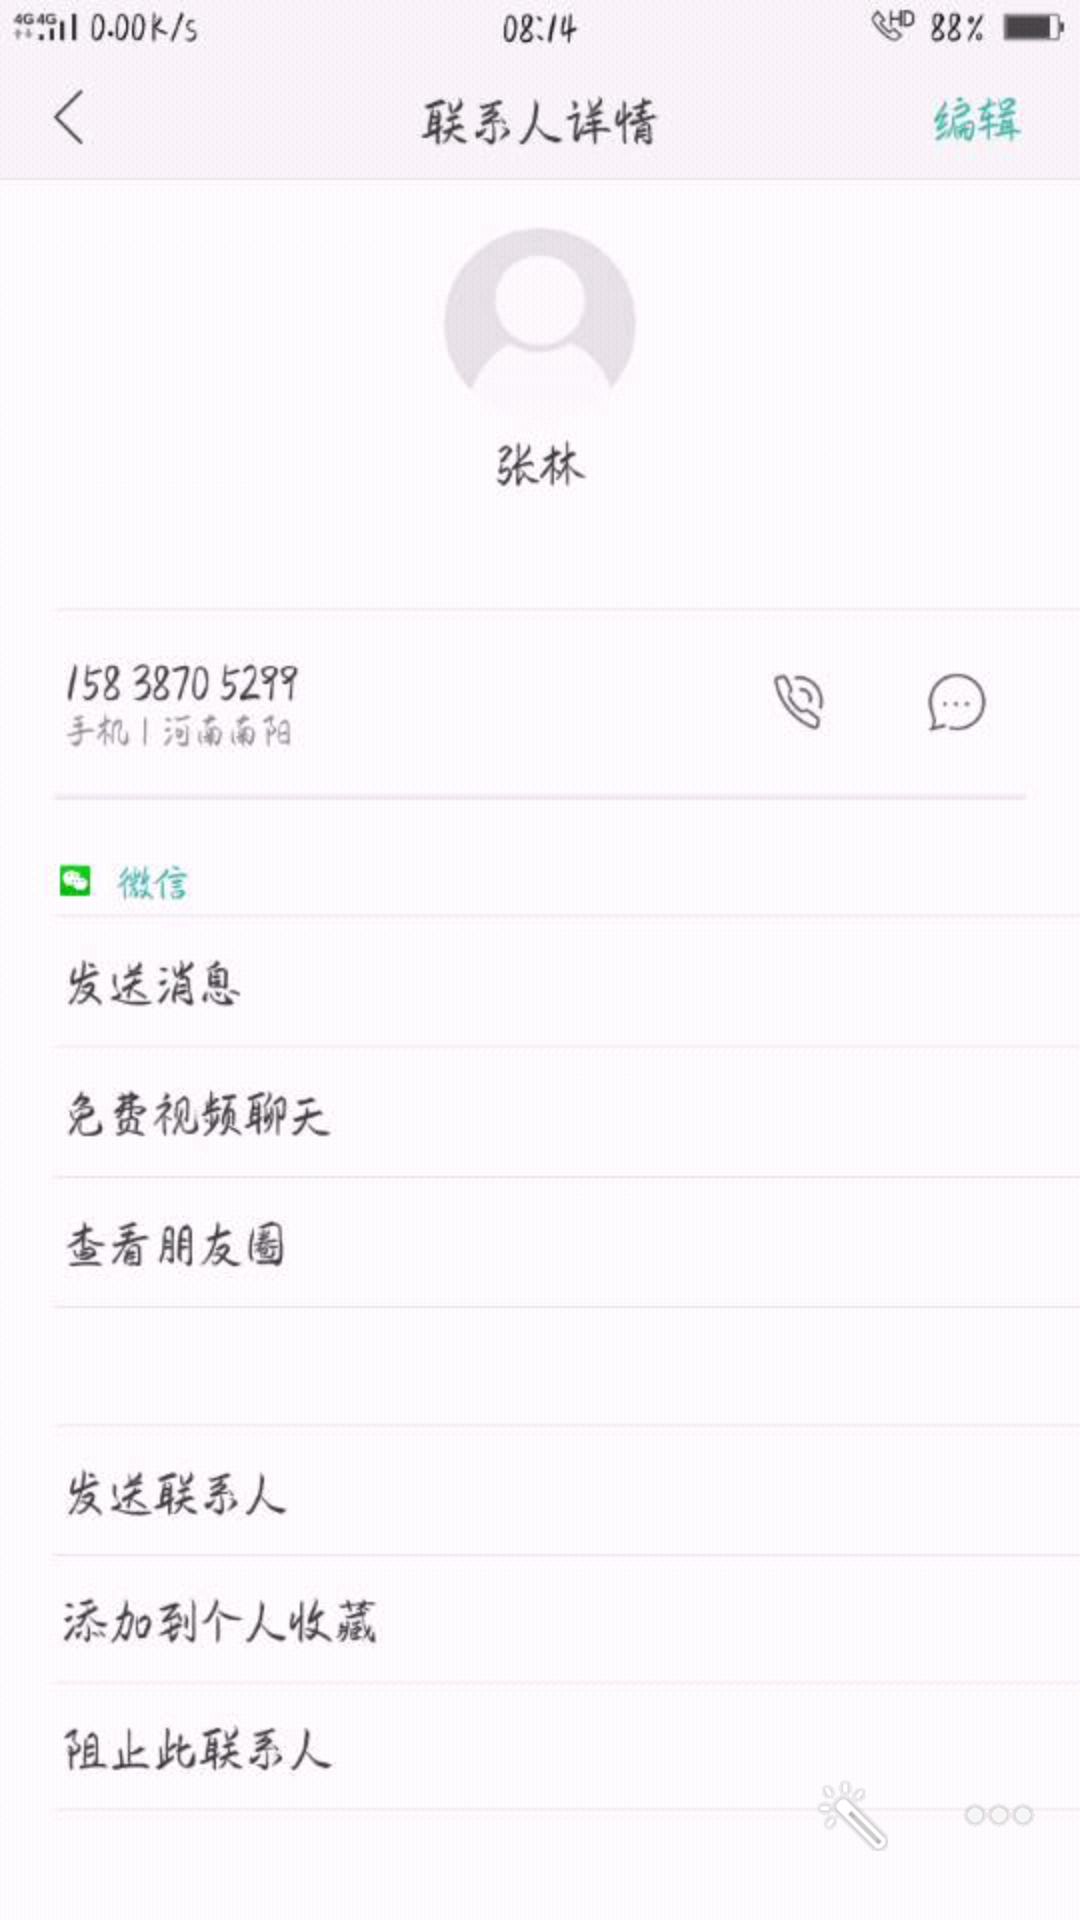 4G 4G 0.00K/s 08:14 HD 88%
联系人详情 编辑
张林
158 3870 5299
手机 | 河南南阳
微信
发送消息
免费视频聊天
查看朋友圈
发送联系人
添加到个人收藏
阻止此联系人